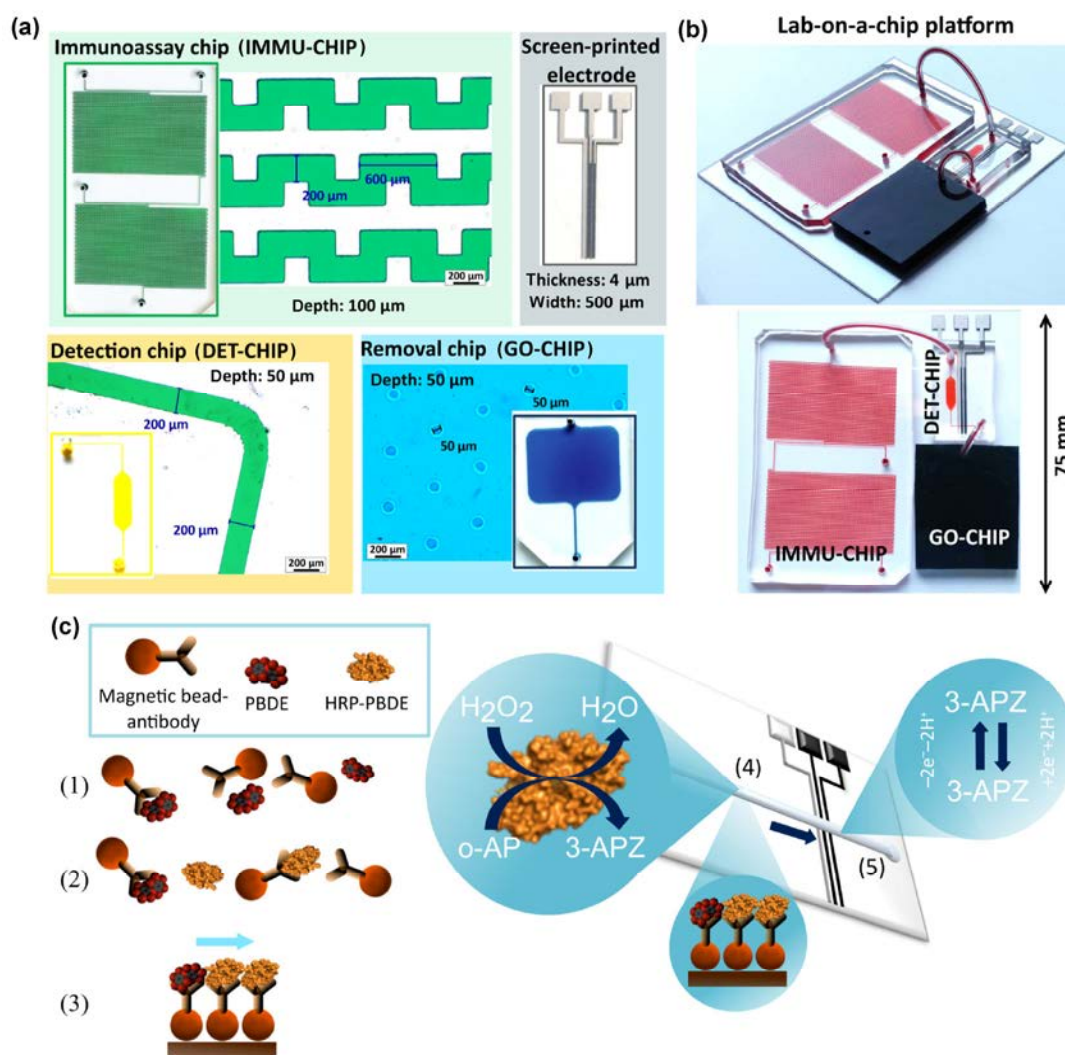 (a)
Immunoassay chip (IMMU-CHIP)
200 µm
600 µm
200 µm
Depth: 100 µm
Screen-printed
electrode
Thickness: 4 µm
Width: 500 µm
Detection chip (DET-CHIP)
Depth: 50 µm
200 µm
200 µm
200 µm
Removal chip (GO-CHIP)
Depth: 50 µm
50 µm
50 µm
200 µm
(b)
Lab-on-a-chip platform
DET-CHIP
IMMU-CHIP
GO-CHIP
75 mm
(c)
Magnetic bead-
antibody
PBDE
HRP-PBDE
(1)
(2)
(3)
H2O2
H2O
o-AP
3-APZ
(4)
(5)
3-APZ
−2e⁻−2H⁺
+2e⁻+2H⁺
3-APZ